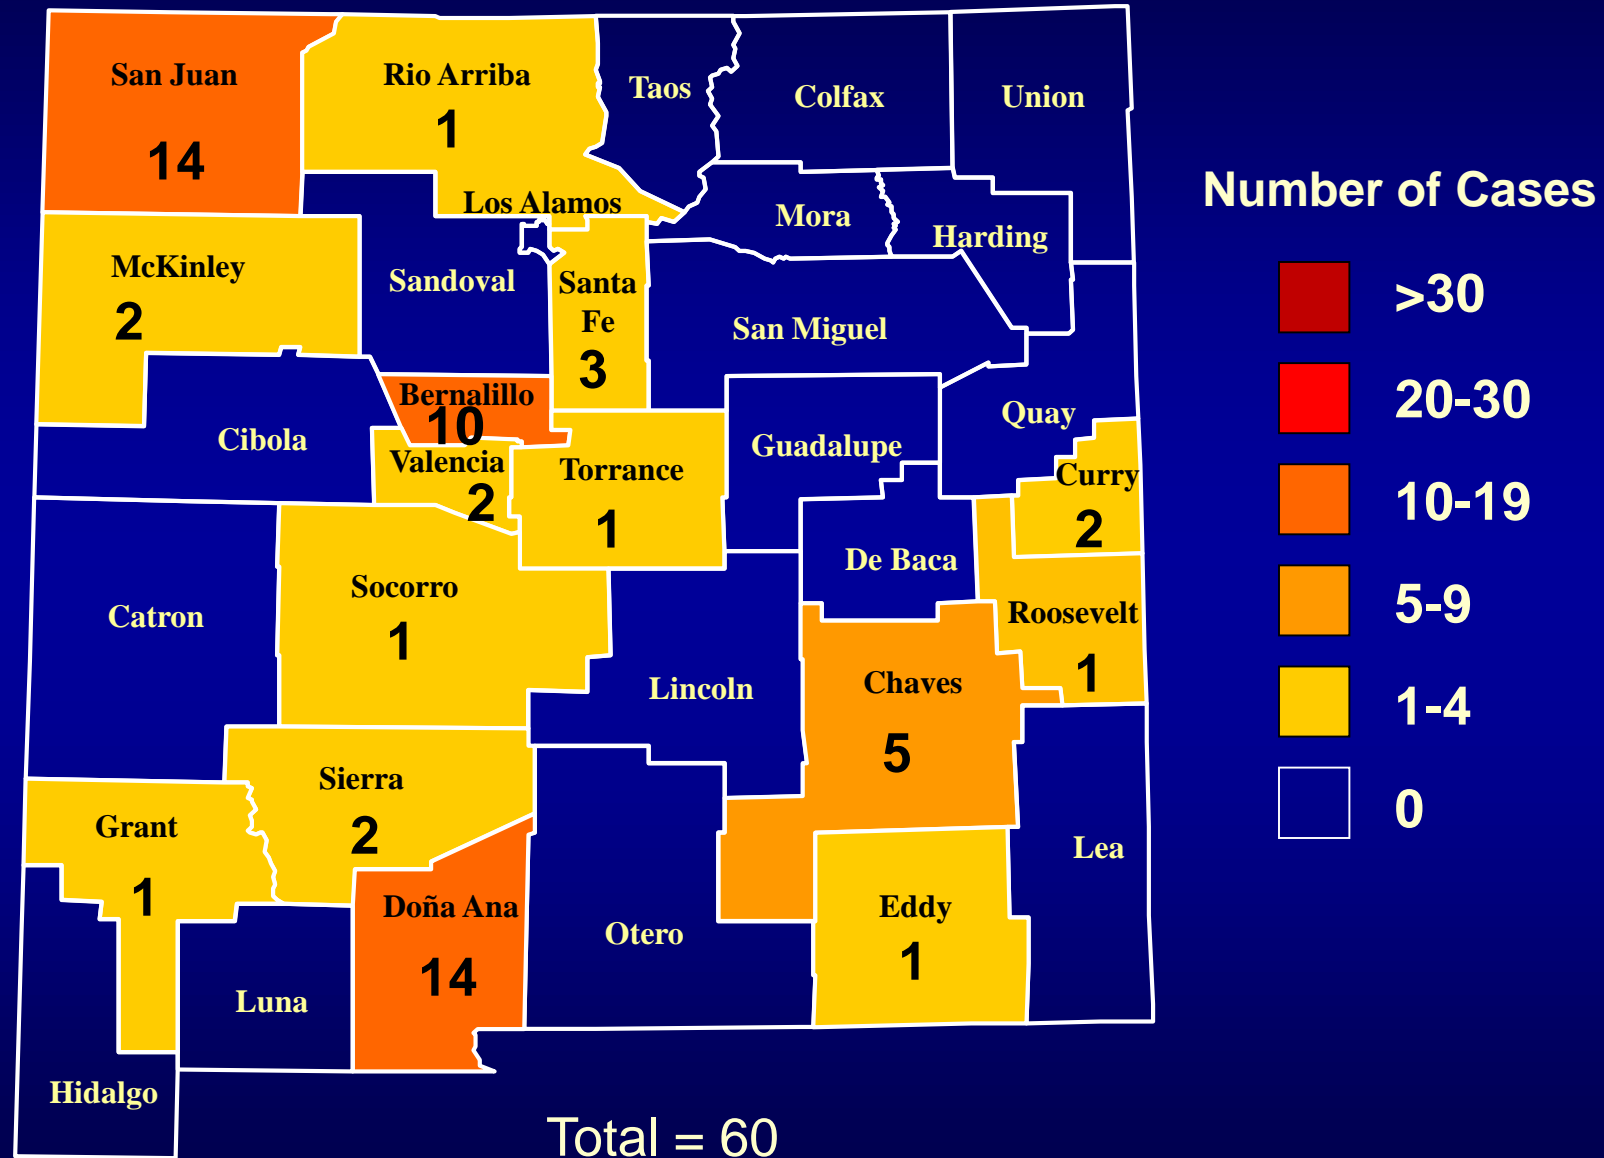 San Juan
14
Rio Arriba
1
Taos
Colfax
Union
Los Alamos
Mora
Harding
McKinley
2
Sandoval
Santa
Fe
3
San Miguel
Bernalillo
10
Cibola
Valencia
2
Torrance
1
Guadalupe
Quay
Curry
2
De Baca
Roosevelt
1
Catron
Socorro
1
Lincoln
Chaves
5
Sierra
2
Grant
1
Doña Ana
14
Otero
Eddy
1
Lea
Luna
Hidalgo
Number of Cases
>30
20-30
10-19
5-9
1-4
0
Total = 60